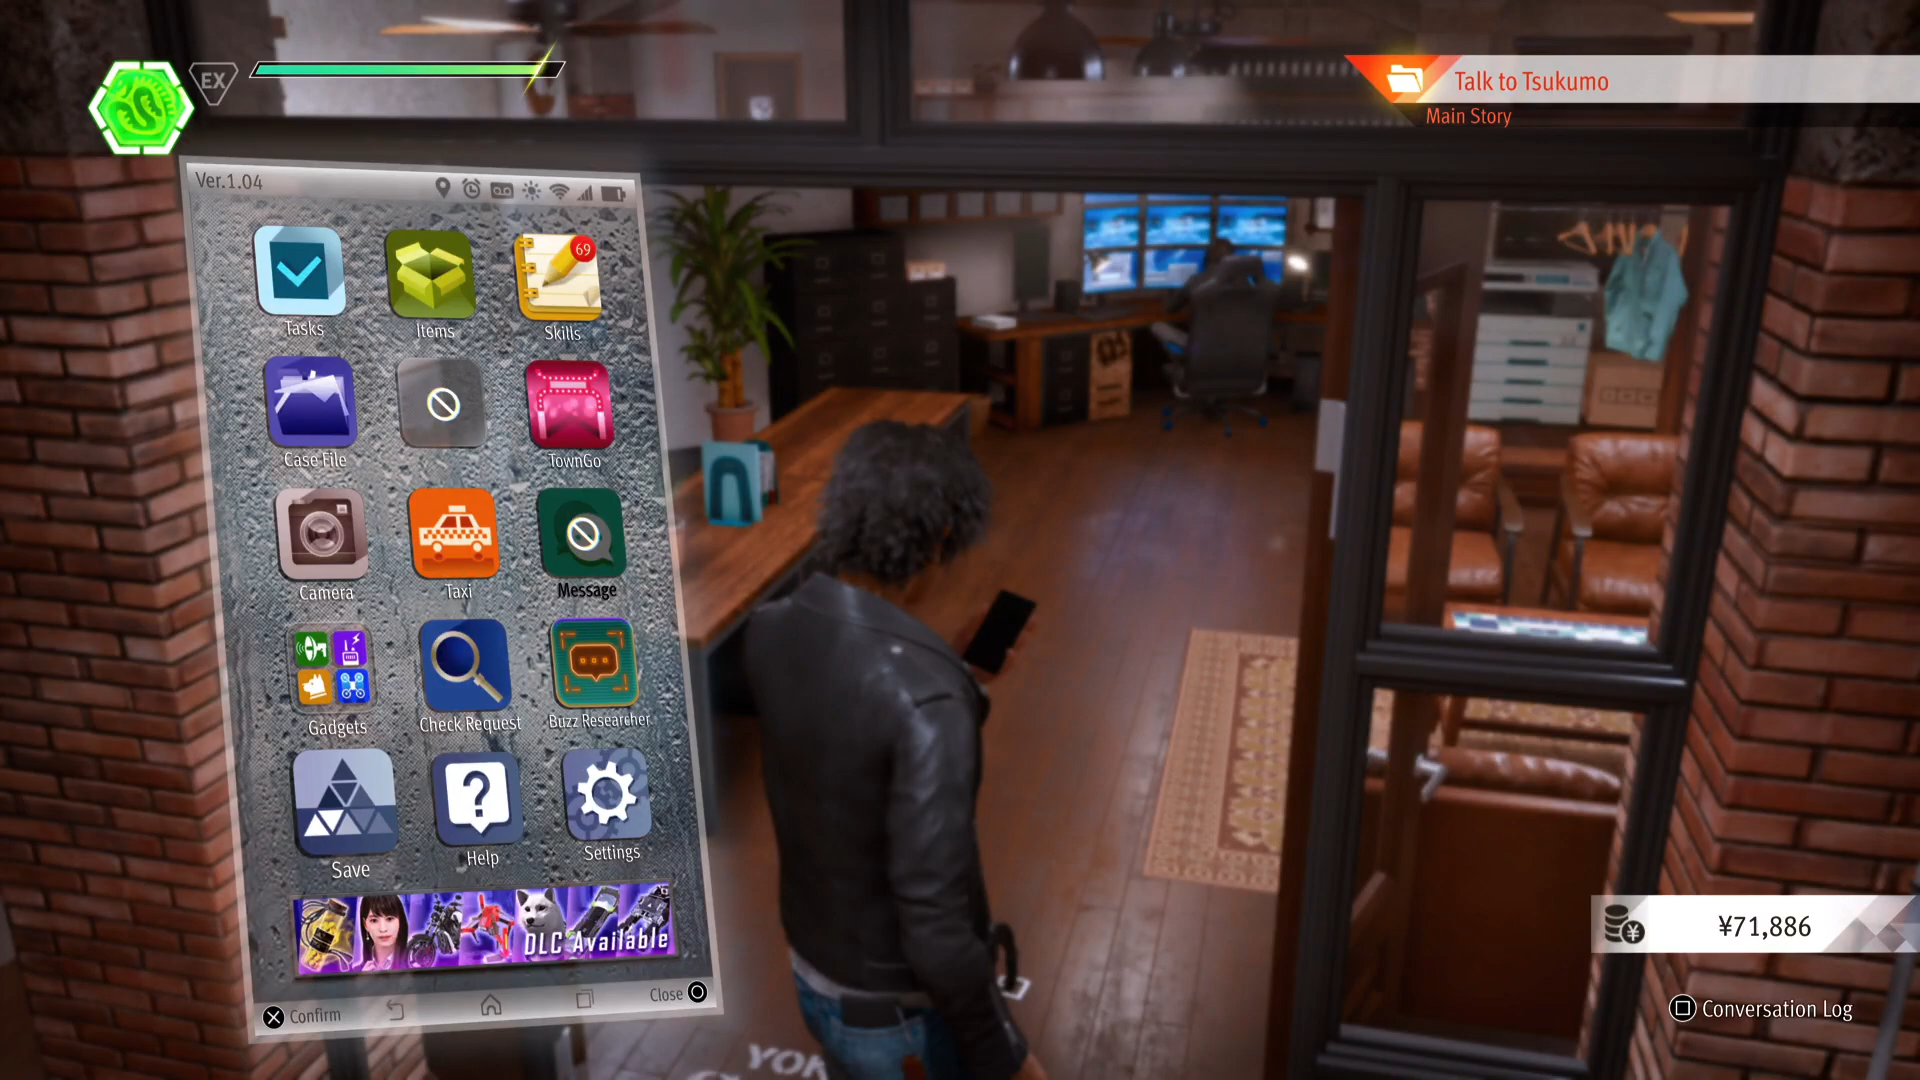 EX
Talk to Tsukumo
Main Story
Ver.1.04
69
Tasks
Items
Skills
Case File
TownGo
Camera
Taxi
Message
Gadgets
Check Request
Buzz Researcher
Save
Help
Settings
DLC Available
Confirm
Close
¥71,886
Conversation Log